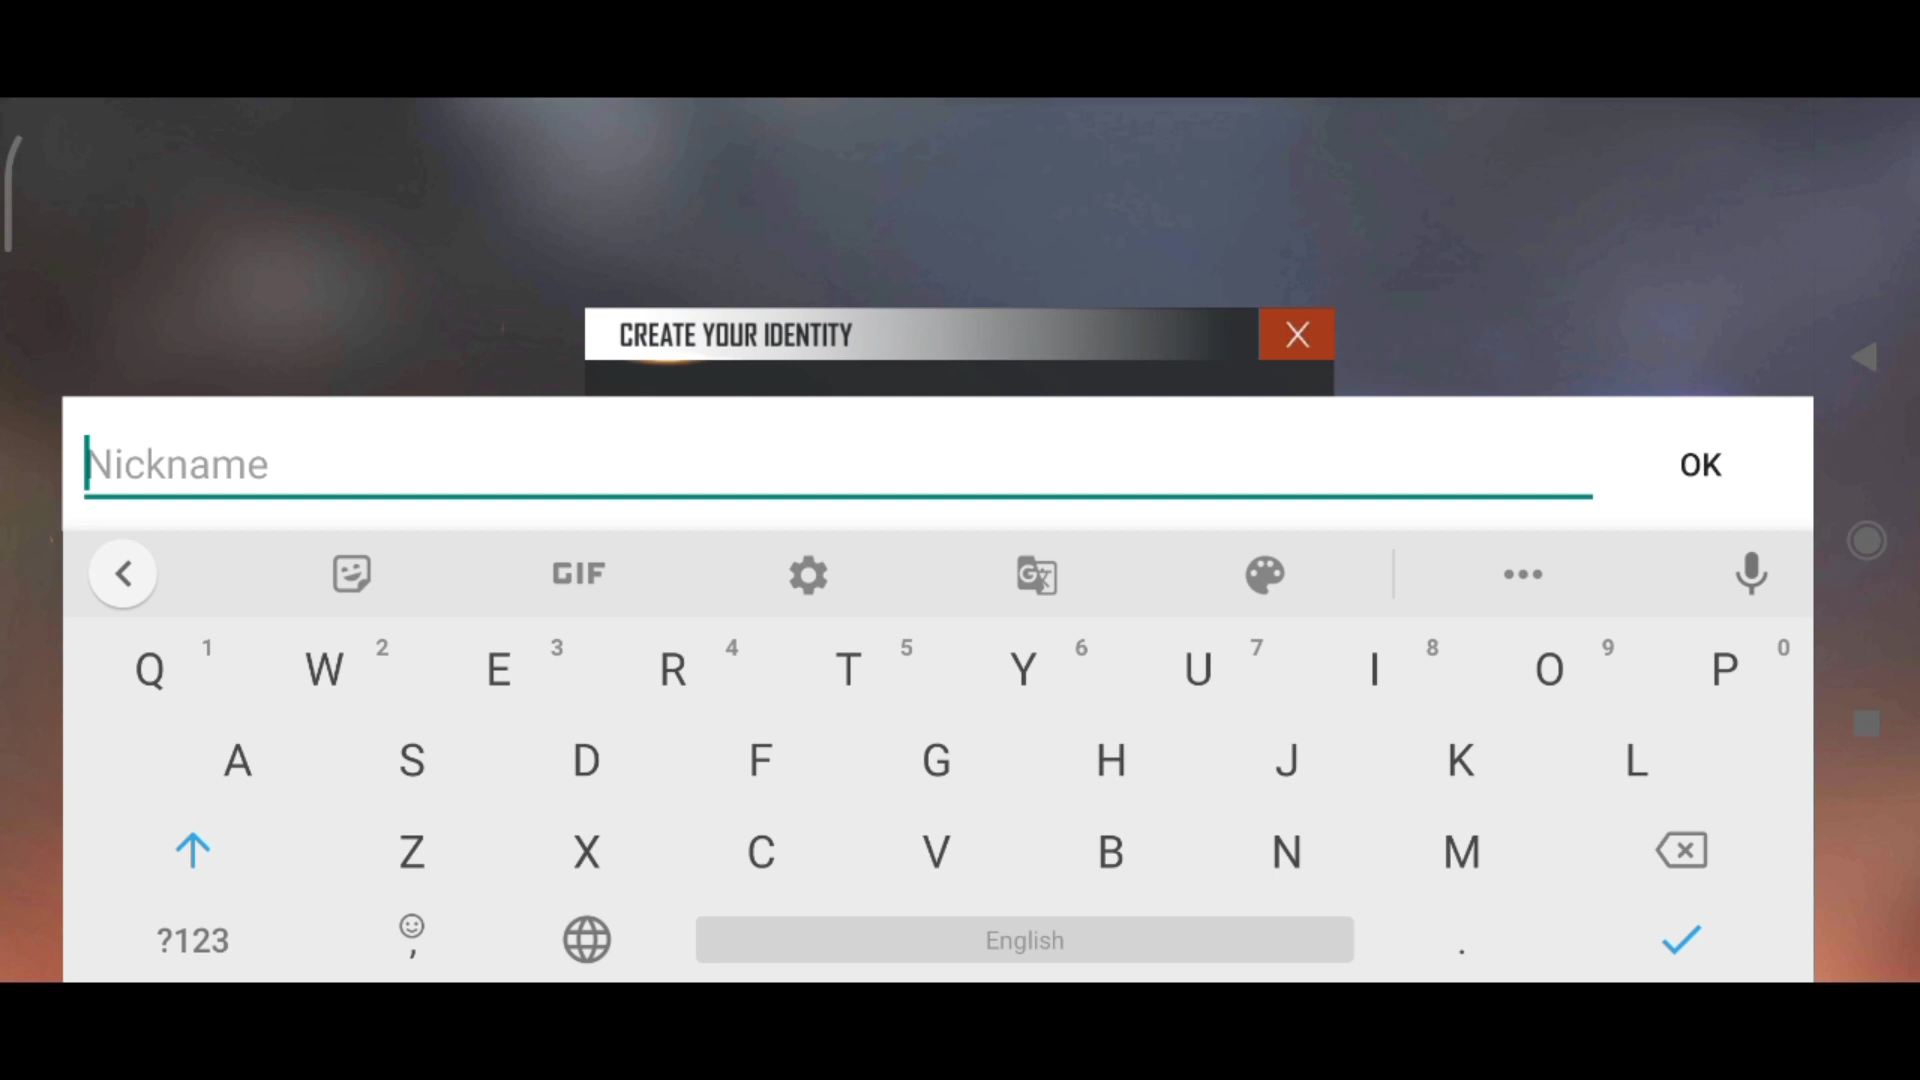 CREATE YOUR IDENTITY X
Nickname OK
GIF G
Q 1 W 2 E 3 R 4 T 5 Y 6 U 7 I 8 O 9 P 0
A S D F G H J K L
Z X C V B N M
?123 , English .